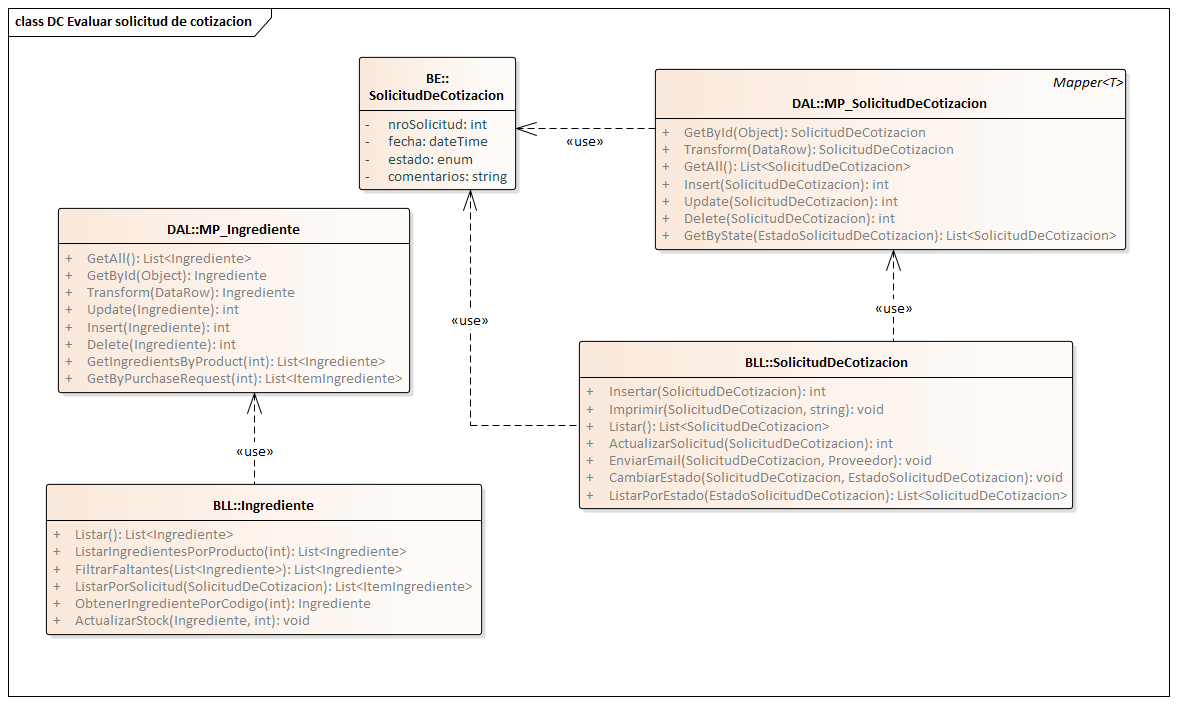 class DC Evaluar solicitud de cotizacion
BE::
SolicitudDeCotizacion
- nroSolicitud: int
- fecha: dateTime
- estado: enum
- comentarios: string
«use»
Mapper<T>
DAL::MP_SolicitudDeCotizacion
+ GetById(Object): SolicitudDeCotizacion
+ Transform(DataRow): SolicitudDeCotizacion
+ GetAll(): List<SolicitudDeCotizacion>
+ Insert(SolicitudDeCotizacion): int
+ Update(SolicitudDeCotizacion): int
+ Delete(SolicitudDeCotizacion): int
+ GetByState(EstadoSolicitudDeCotizacion): List<SolicitudDeCotizacion>
DAL::MP_Ingrediente
+ GetAll(): List<Ingrediente>
+ GetById(Object): Ingrediente
+ Transform(DataRow): Ingrediente
+ Update(Ingrediente): int
+ Insert(Ingrediente): int
+ Delete(Ingrediente): int
+ GetIngredientsByProduct(int): List<Ingrediente>
+ GetByPurchaseRequest(int): List<ItemIngrediente>
«use»
«use»
BLL::SolicitudDeCotizacion
+ Insertar(SolicitudDeCotizacion): int
+ Imprimir(SolicitudDeCotizacion, string): void
+ Listar(): List<SolicitudDeCotizacion>
+ ActualizarSolicitud(SolicitudDeCotizacion): int
+ EnviarEmail(SolicitudDeCotizacion, Proveedor): void
+ CambiarEstado(SolicitudDeCotizacion, EstadoSolicitudDeCotizacion): void
+ ListarPorEstado(EstadoSolicitudDeCotizacion): List<SolicitudDeCotizacion>
«use»
BLL::Ingrediente
+ Listar(): List<Ingrediente>
+ ListarIngredientesPorProducto(int): List<Ingrediente>
+ FiltrarFaltantes(List<Ingrediente>): List<Ingrediente>
+ ListarPorSolicitud(SolicitudDeCotizacion): List<ItemIngrediente>
+ ObtenerIngredientePorCodigo(int): Ingrediente
+ ActualizarStock(Ingrediente, int): void